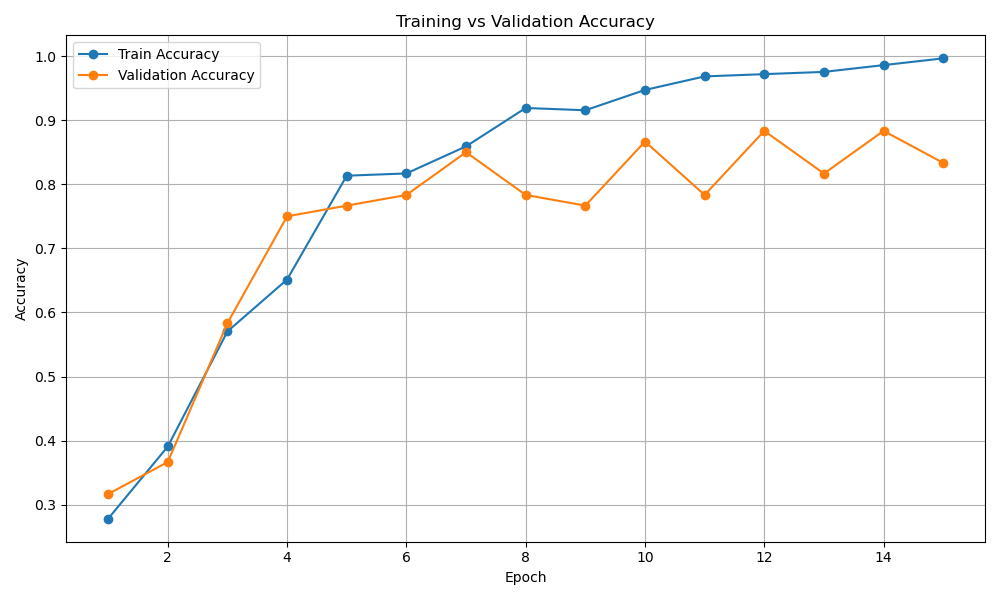 Training vs Validation Accuracy
Train Accuracy
Validation Accuracy
Accuracy
1.0
0.9
0.8
0.7
0.6
0.5
0.4
0.3
2 4 6 8 10 12 14
Epoch